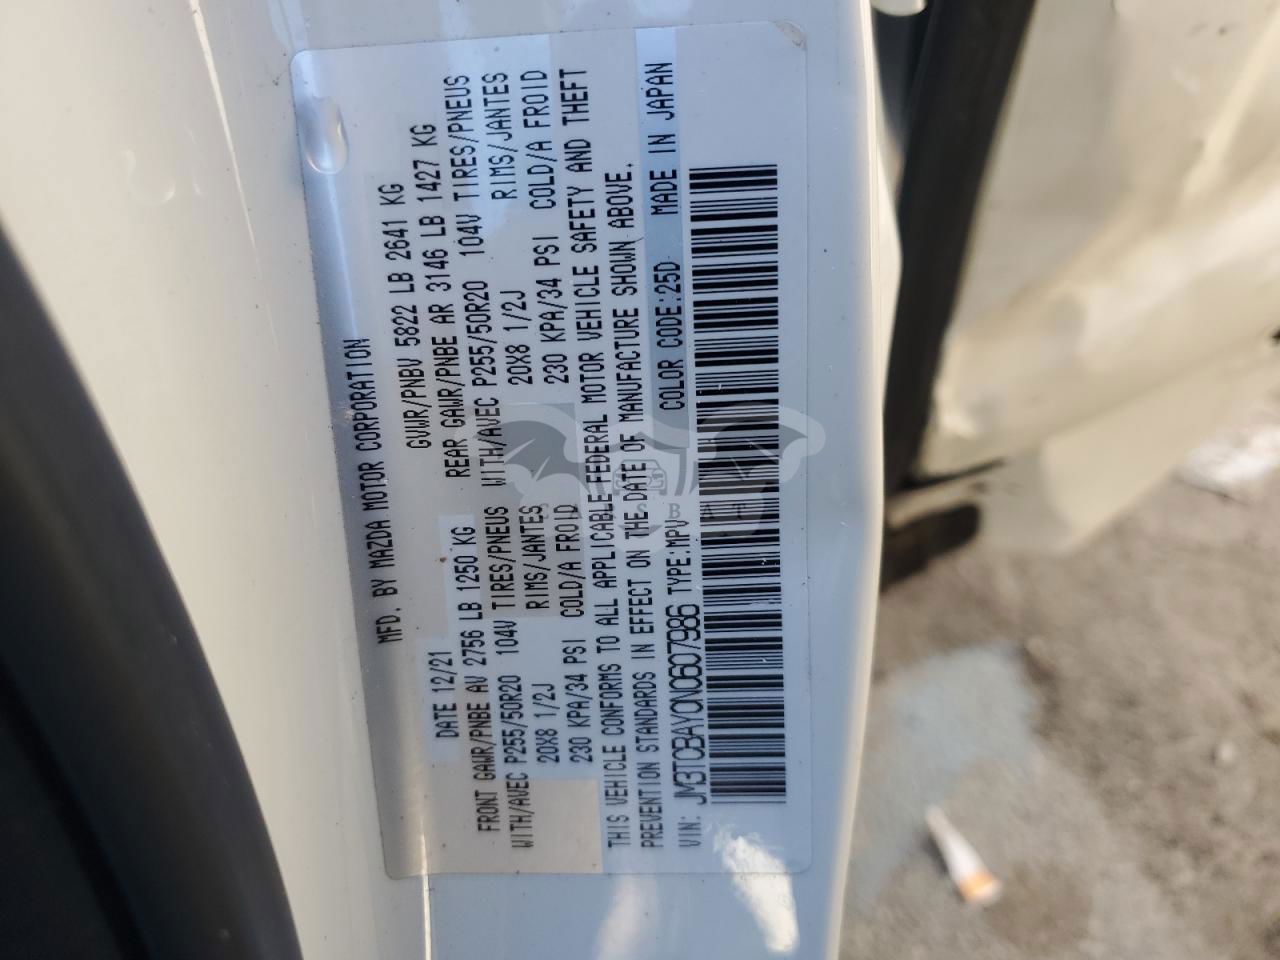 MFD. BY MAZDA MOTOR CORPORATION
DATE 12/21 GVWR/PNBV 5822 LB 2641 KG
FRONT GAWR/PNBE AV 2756 LB 1250 KG REAR GAWR/PNBE AR 3146 LB 1427 KG
WITH/AVEC P255/50R20 104V TIRES/PNEUS WITH/AVEC P255/50R20 104V TIRES/PNEUS
20X8 1/2J RIMS/JANTES 20X8 1/2J RIMS/JANTES
230 KPA/34 PSI COLD/A FROID 230 KPA/34 PSI COLD/A FROID
THIS VEHICLE CONFORMS TO ALL APPLICABLE FEDERAL MOTOR VEHICLE SAFETY AND THEFT
PREVENTION STANDARDS IN EFFECT ON THE DATE OF MANUFACTURE SHOWN ABOVE.
VIN: JM3TCBAY0N0607986 TYPE:MPV COLOR CODE:25D MADE IN JAPAN